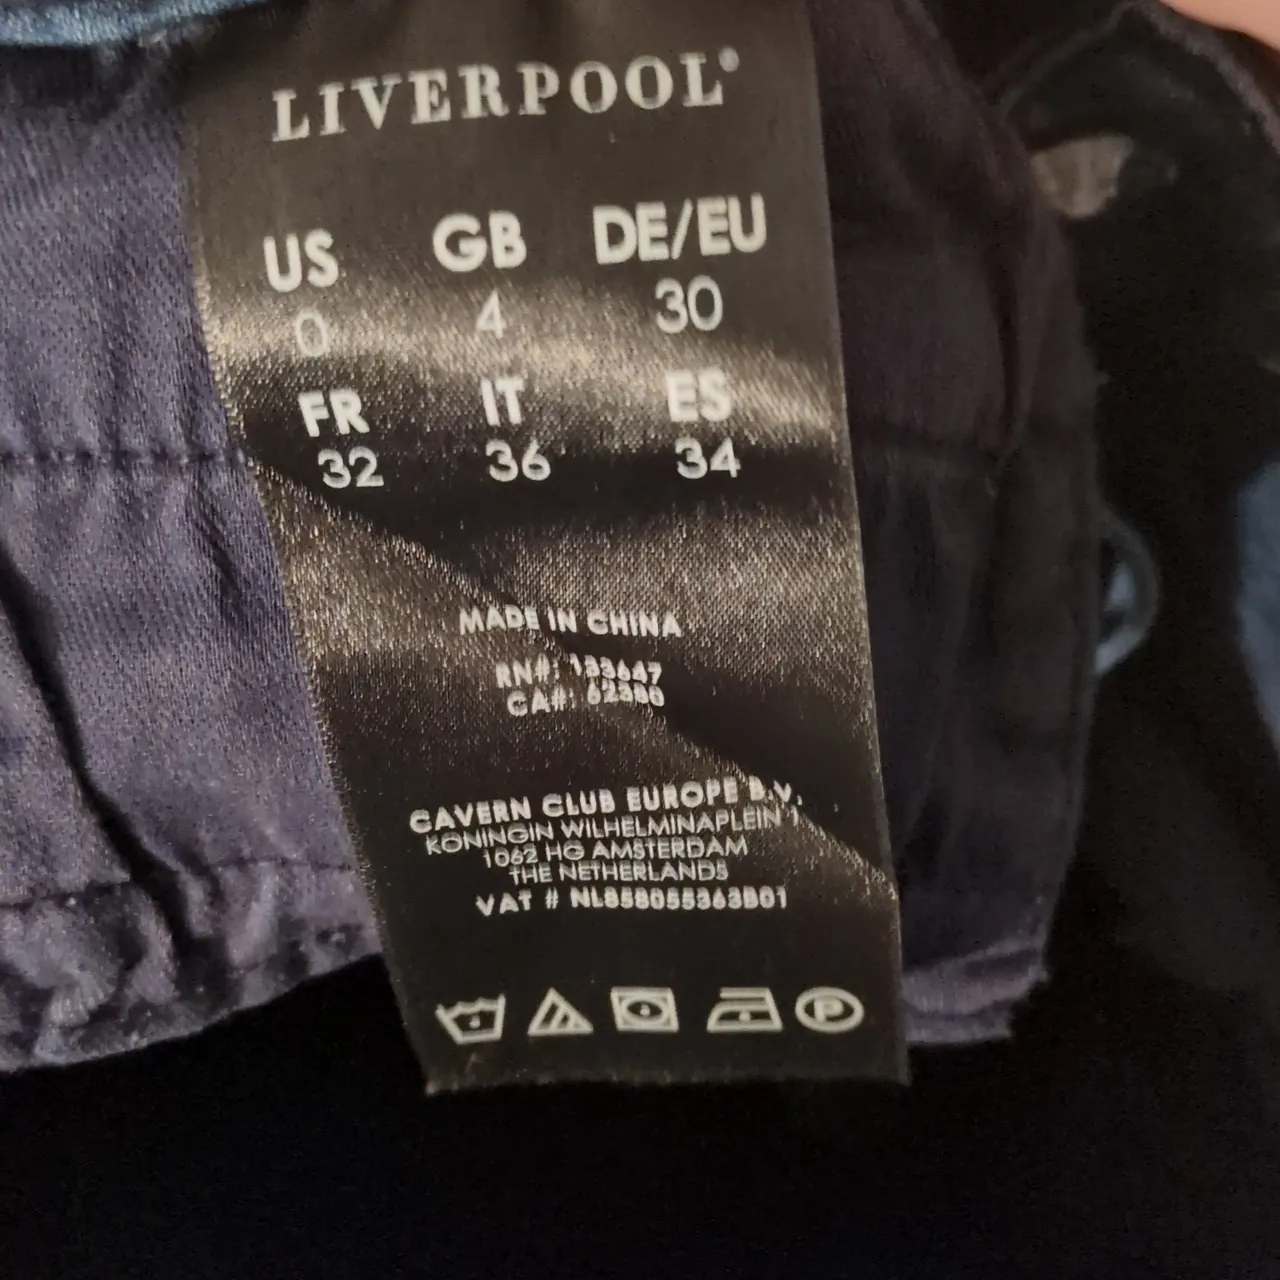 LIVERPOOL®
US GB DE/EU
0 4 30
FR IT ES
32 36 34
MADE IN CHINA
RN#: 133647
CA#: 62380
CAVERN CLUB EUROPE B.V.
KONINGIN WILHELMINAPLEIN 1
1062 HG AMSTERDAM
THE NETHERLANDS
VAT # NL858055363B01
P